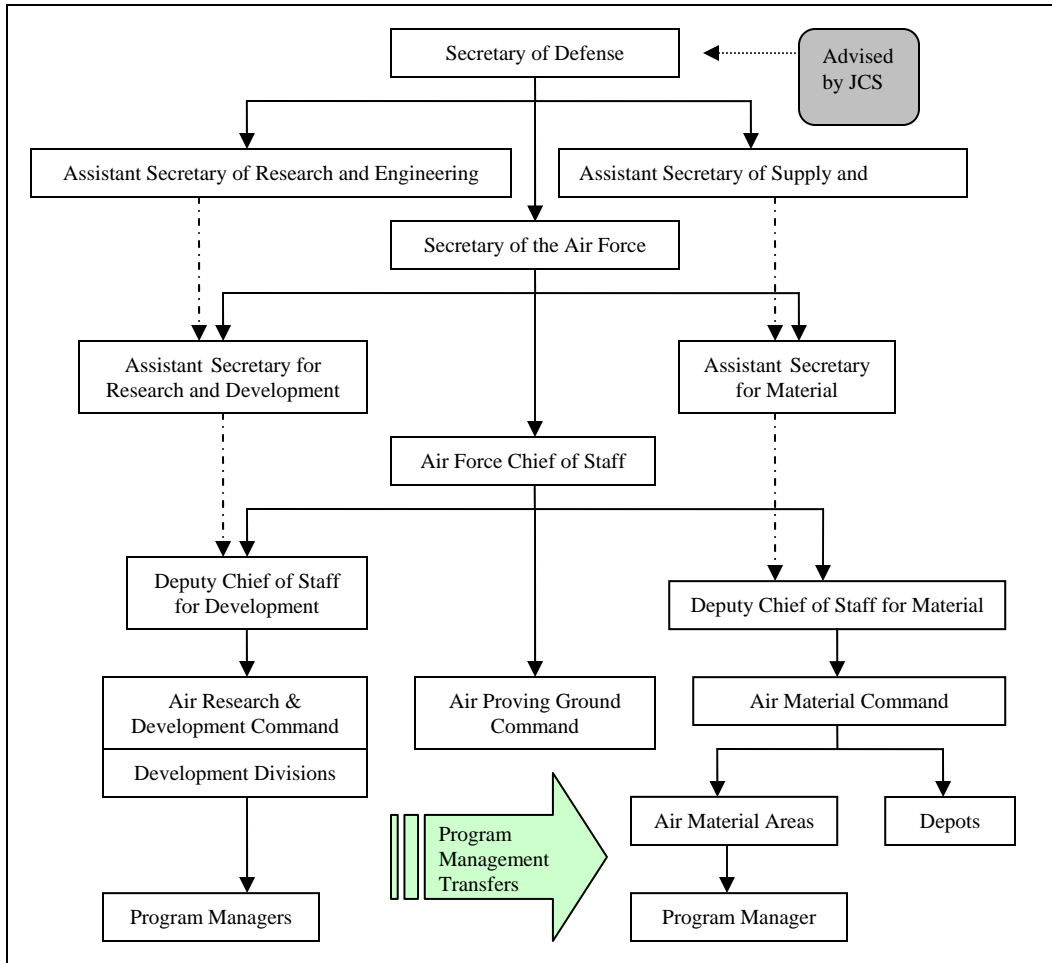 Secretary of Defense
Advised
by JCS
Assistant Secretary of Research and Engineering
Assistant Secretary of Supply and
Secretary of the Air Force
Assistant Secretary for
Research and Development
Assistant Secretary
for Material
Air Force Chief of Staff
Deputy Chief of Staff
for Development
Deputy Chief of Staff for Material
Air Research &
Development Command
Air Proving Ground
Command
Air Material Command
Development Divisions
Program
Management
Transfers
Air Material Areas
Depots
Program Managers
Program Manager